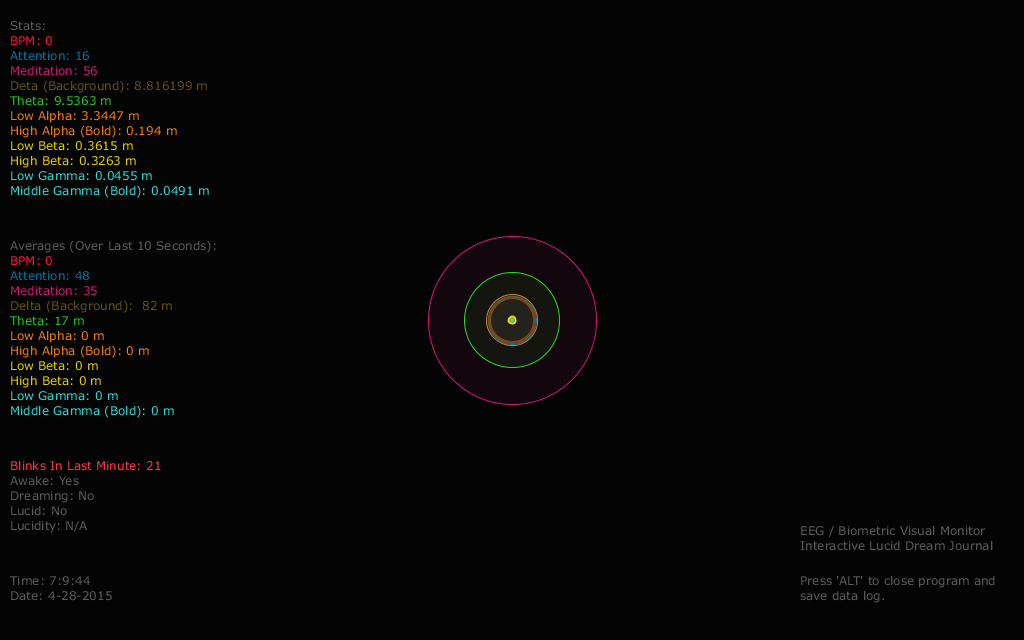 Stats:
BPM: 0
Attention: 16
Meditation: 56
Deta (Background): 8.816199 m
Theta: 9.5363 m
Low Alpha: 3.3447 m
High Alpha (Bold): 0.194 m
Low Beta: 0.3615 m
High Beta: 0.3263 m
Low Gamma: 0.0455 m
Middle Gamma (Bold): 0.0491 m
Averages (Over Last 10 Seconds):
BPM: 0
Attention: 48
Meditation: 35
Delta (Background):  82 m
Theta: 17 m
Low Alpha: 0 m
High Alpha (Bold): 0 m
Low Beta: 0 m
High Beta: 0 m
Low Gamma: 0 m
Middle Gamma (Bold): 0 m
Blinks In Last Minute: 21
Awake: Yes
Dreaming: No
Lucid: No
Lucidity: N/A
Time: 7:9:44
Date: 4-28-2015
EEG / Biometric Visual Monitor
Interactive Lucid Dream Journal
Press 'ALT' to close program and
save data log.